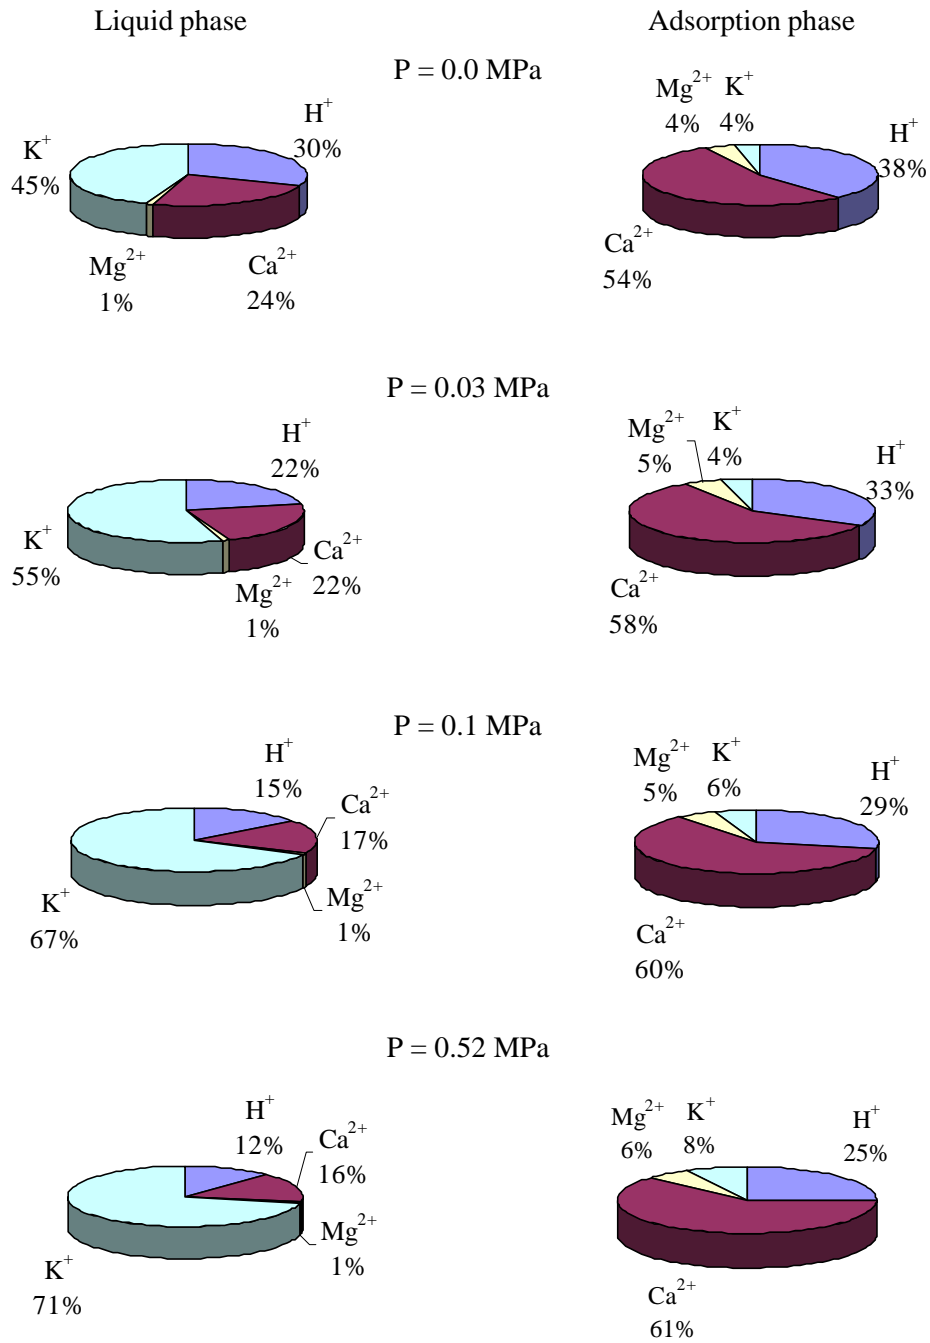 Liquid phase
Adsorption phase
P = 0.0 MPa
K⁺
45%
H⁺
30%
Mg²⁺
1%
Ca²⁺
24%
Mg²⁺
4%
K⁺
4%
H⁺
38%
Ca²⁺
54%
P = 0.03 MPa
H⁺
22%
K⁺
55%
Ca²⁺
22%
Mg²⁺
1%
Mg²⁺
5%
K⁺
4%
H⁺
33%
Ca²⁺
58%
P = 0.1 MPa
H⁺
15%
Ca²⁺
17%
K⁺
67%
Mg²⁺
1%
Mg²⁺
5%
K⁺
6%
H⁺
29%
Ca²⁺
60%
P = 0.52 MPa
H⁺
12%
Ca²⁺
16%
Mg²⁺
1%
K⁺
71%
Mg²⁺
6%
K⁺
8%
H⁺
25%
Ca²⁺
61%